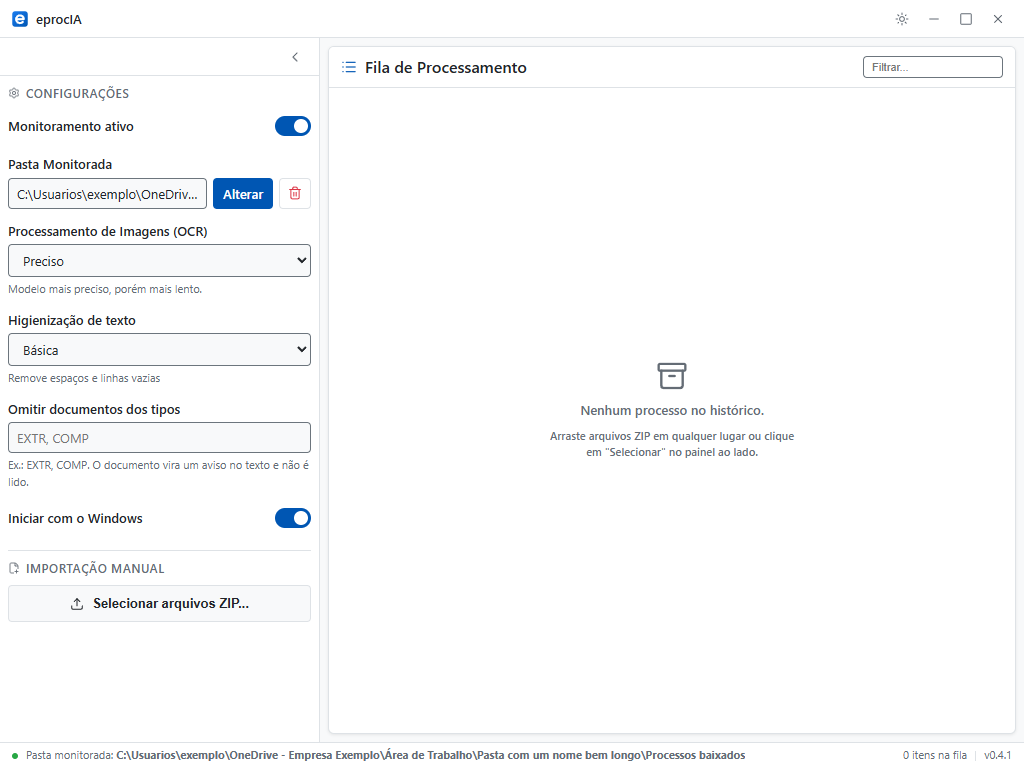 eprocIA
CONFIGURAÇÕES
Monitoramento ativo
Pasta Monitorada
C:\Usuarios\exemplo\OneDriv...
Alterar
Processamento de Imagens (OCR)
Preciso
Modelo mais preciso, porém mais lento.
Higienização de texto
Básica
Remove espaços e linhas vazias
Omitir documentos dos tipos
EXTR, COMP
Ex.: EXTR, COMP. O documento vira um aviso no texto e não é
lido.
Iniciar com o Windows
IMPORTAÇÃO MANUAL
Selecionar arquivos ZIP...
Fila de Processamento
Filtrar...
Nenhum processo no histórico.
Arraste arquivos ZIP em qualquer lugar ou clique
em "Selecionar" no painel ao lado.
Pasta monitorada: C:\Usuarios\exemplo\OneDrive - Empresa Exemplo\Área de Trabalho\Pasta com um nome bem longo\Processos baixados
0 itens na fila
v0.4.1